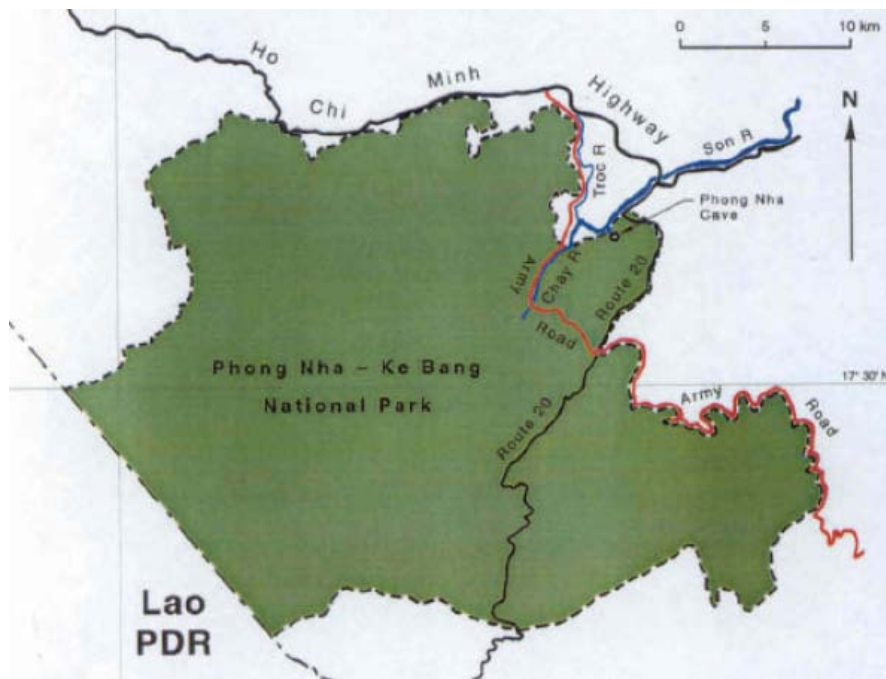 0 5 10 km
Ho Chi Minh Highway
N
Son R
Troc R
Phong Nha
Cave
Army Road
Chay R
Route 20
17° 30' N
Phong Nha – Ke Bang
National Park
Army Road
Route 20
Lao
PDR